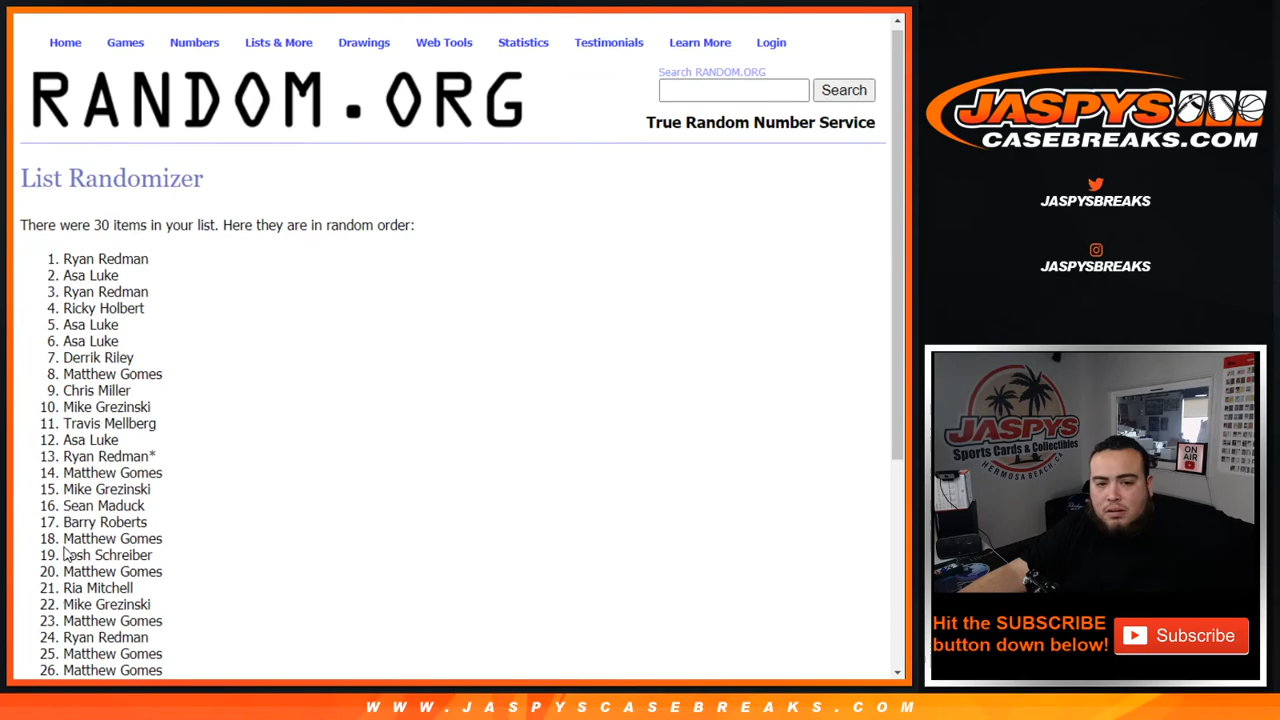 Home Games Numbers Lists & More Drawings Web Tools Statistics Testimonials Learn More Login
RANDOM.ORG
Search RANDOM.ORG
Search
True Random Number Service
List Randomizer
There were 30 items in your list. Here they are in random order:
1. Ryan Redman
2. Asa Luke
3. Ryan Redman
4. Ricky Holbert
5. Asa Luke
6. Asa Luke
7. Derrik Riley
8. Matthew Gomes
9. Chris Miller
10. Mike Grezinski
11. Travis Mellberg
12. Asa Luke
13. Ryan Redman*
14. Matthew Gomes
15. Mike Grezinski
16. Sean Maduck
17. Barry Roberts
18. Matthew Gomes
19. Josh Schreiber
20. Matthew Gomes
21. Ria Mitchell
22. Mike Grezinski
23. Matthew Gomes
24. Ryan Redman
25. Matthew Gomes
26. Matthew Gomes
JASPYS
CASEBREAKS.COM
JASPYSBREAKS
JASPYSBREAKS
JASPYS
Sports Cards & Collectibles
HERMOSA BEACH, CA
ON
AIR
Hit the SUBSCRIBE
button down below!
Subscribe
WWW.JASPYSCASEBREAKS.COM